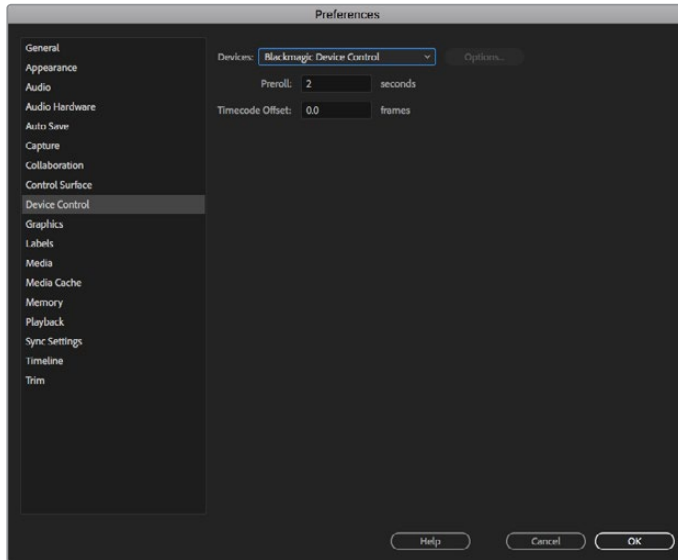 Preferences
General
Appearance
Audio
Audio Hardware
Auto Save
Capture
Collaboration
Control Surface
Device Control
Graphics
Labels
Media
Media Cache
Memory
Playback
Sync Settings
Timeline
Trim
Devices: Blackmagic Device Control Options...
Preroll: 2 seconds
Timecode Offset: 0.0 frames
Help Cancel OK